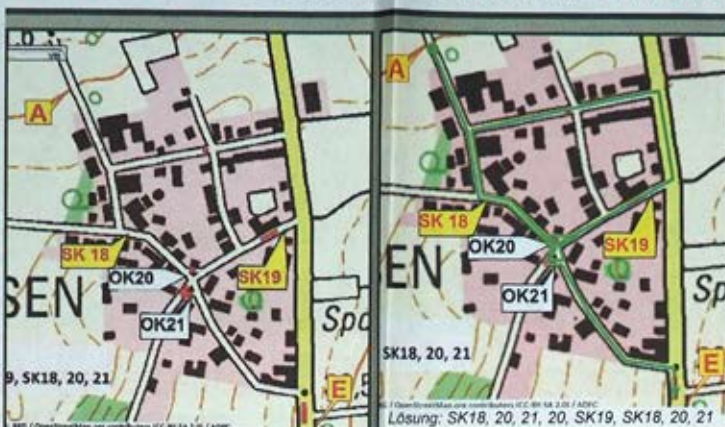 A
SK 18
OK20
SK19
SEN
OK21
Spo
9, SK18, 20, 21
E
A
SK 18
OK20
SK19
EN
OK21
Sp
SK18, 20, 21
E
Lösung: SK18, 20, 21, 20, SK19, SK18, 20, 21